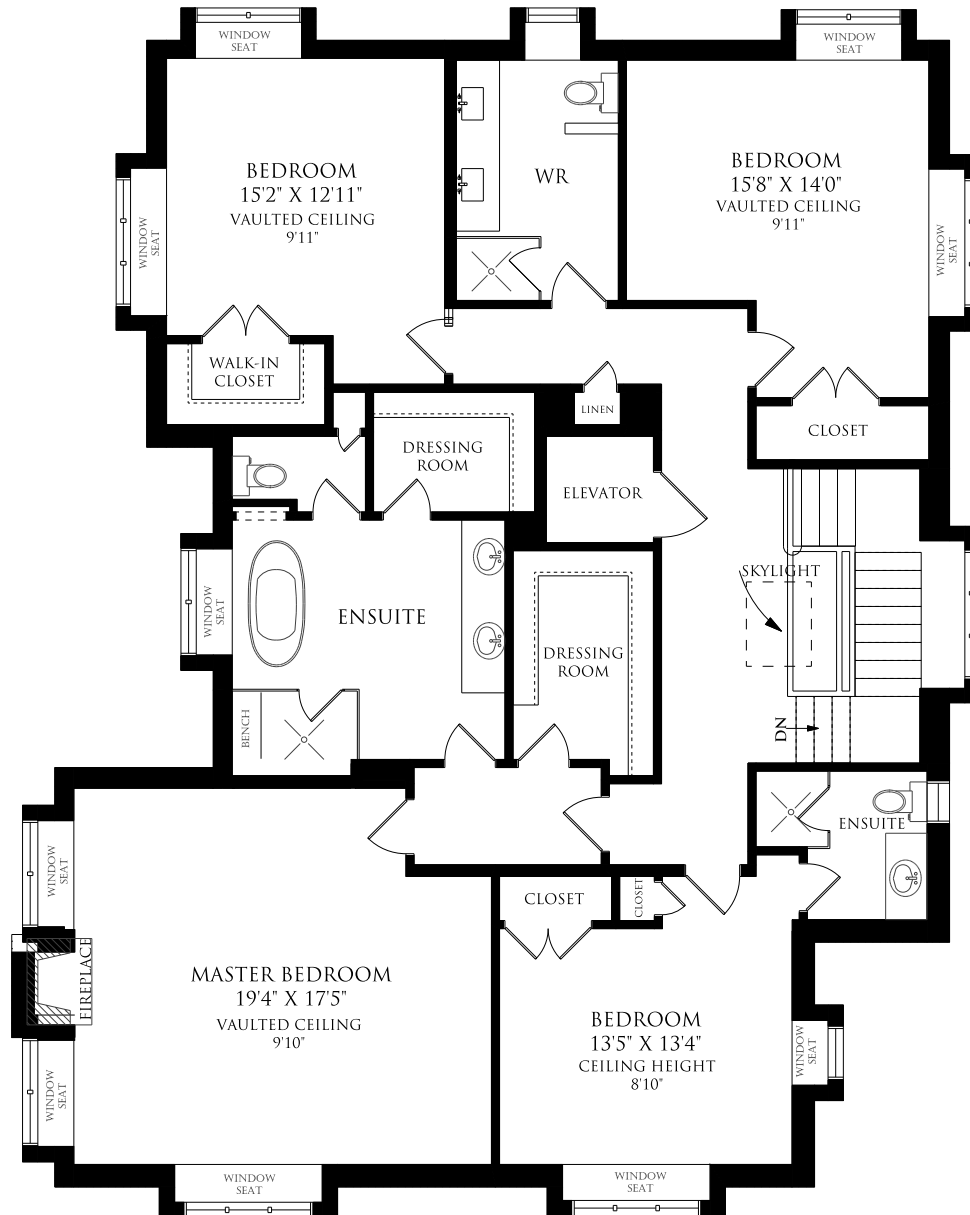 WINDOW
SEAT
WINDOW
SEAT
BEDROOM
15'2" X 12'11"
VAULTED CEILING
9'11"
WR
BEDROOM
15'8" X 14'0"
VAULTED CEILING
9'11"
WINDOW
SEAT
WINDOW
SEAT
WALK-IN
CLOSET
LINEN
CLOSET
DRESSING
ROOM
ELEVATOR
SKYLIGHT
WINDOW
SEAT
ENSUITE
DRESSING
ROOM
BENCH
DN
ENSUITE
WINDOW
SEAT
CLOSET
CLOSET
FIREPLACE
MASTER BEDROOM
19'4" X 17'5"
VAULTED CEILING
9'10"
BEDROOM
13'5" X 13'4"
CEILING HEIGHT
8'10"
WINDOW
SEAT
WINDOW
SEAT
WINDOW
SEAT
WINDOW
SEAT